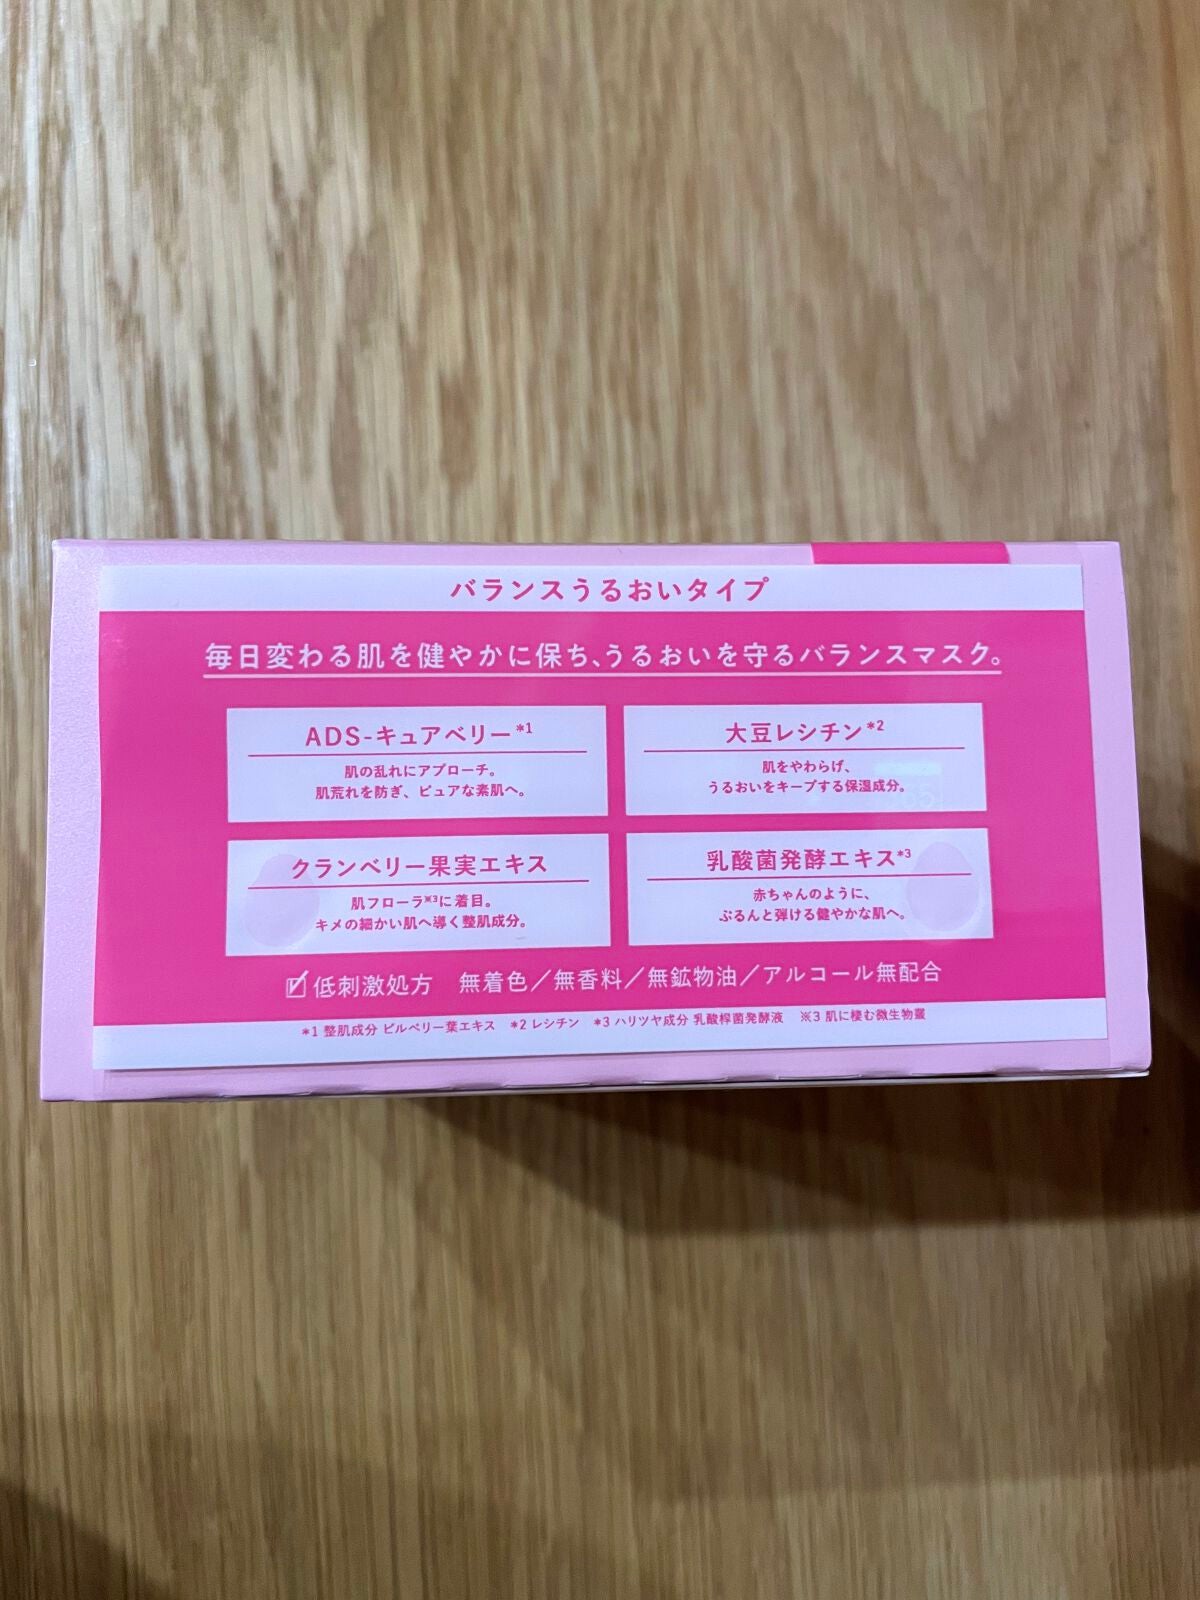 バランスうるおいタイプ
毎日変わる肌を健やかに保ち、うるおいを守るバランスマスク。
ADS-キュアベリー*1
肌の乱れにアプローチ。
肌荒れを防ぎ、ピュアな素肌へ。
大豆レシチン*2
肌をやわらげ、
うるおいをキープする保湿成分。
クランベリー果実エキス
肌フローラ※3に着目。
キメの細かい肌へ導く整肌成分。
乳酸菌発酵エキス*3
赤ちゃんのように、
ぷるんと弾ける健やかな肌へ。
低刺激処方 無着色／無香料／無鉱物油／アルコール無配合
*1 整肌成分 ビルベリー葉エキス *2 レシチン *3 ハリツヤ成分 乳酸桿菌発酵液 ※3 肌に棲む微生物叢